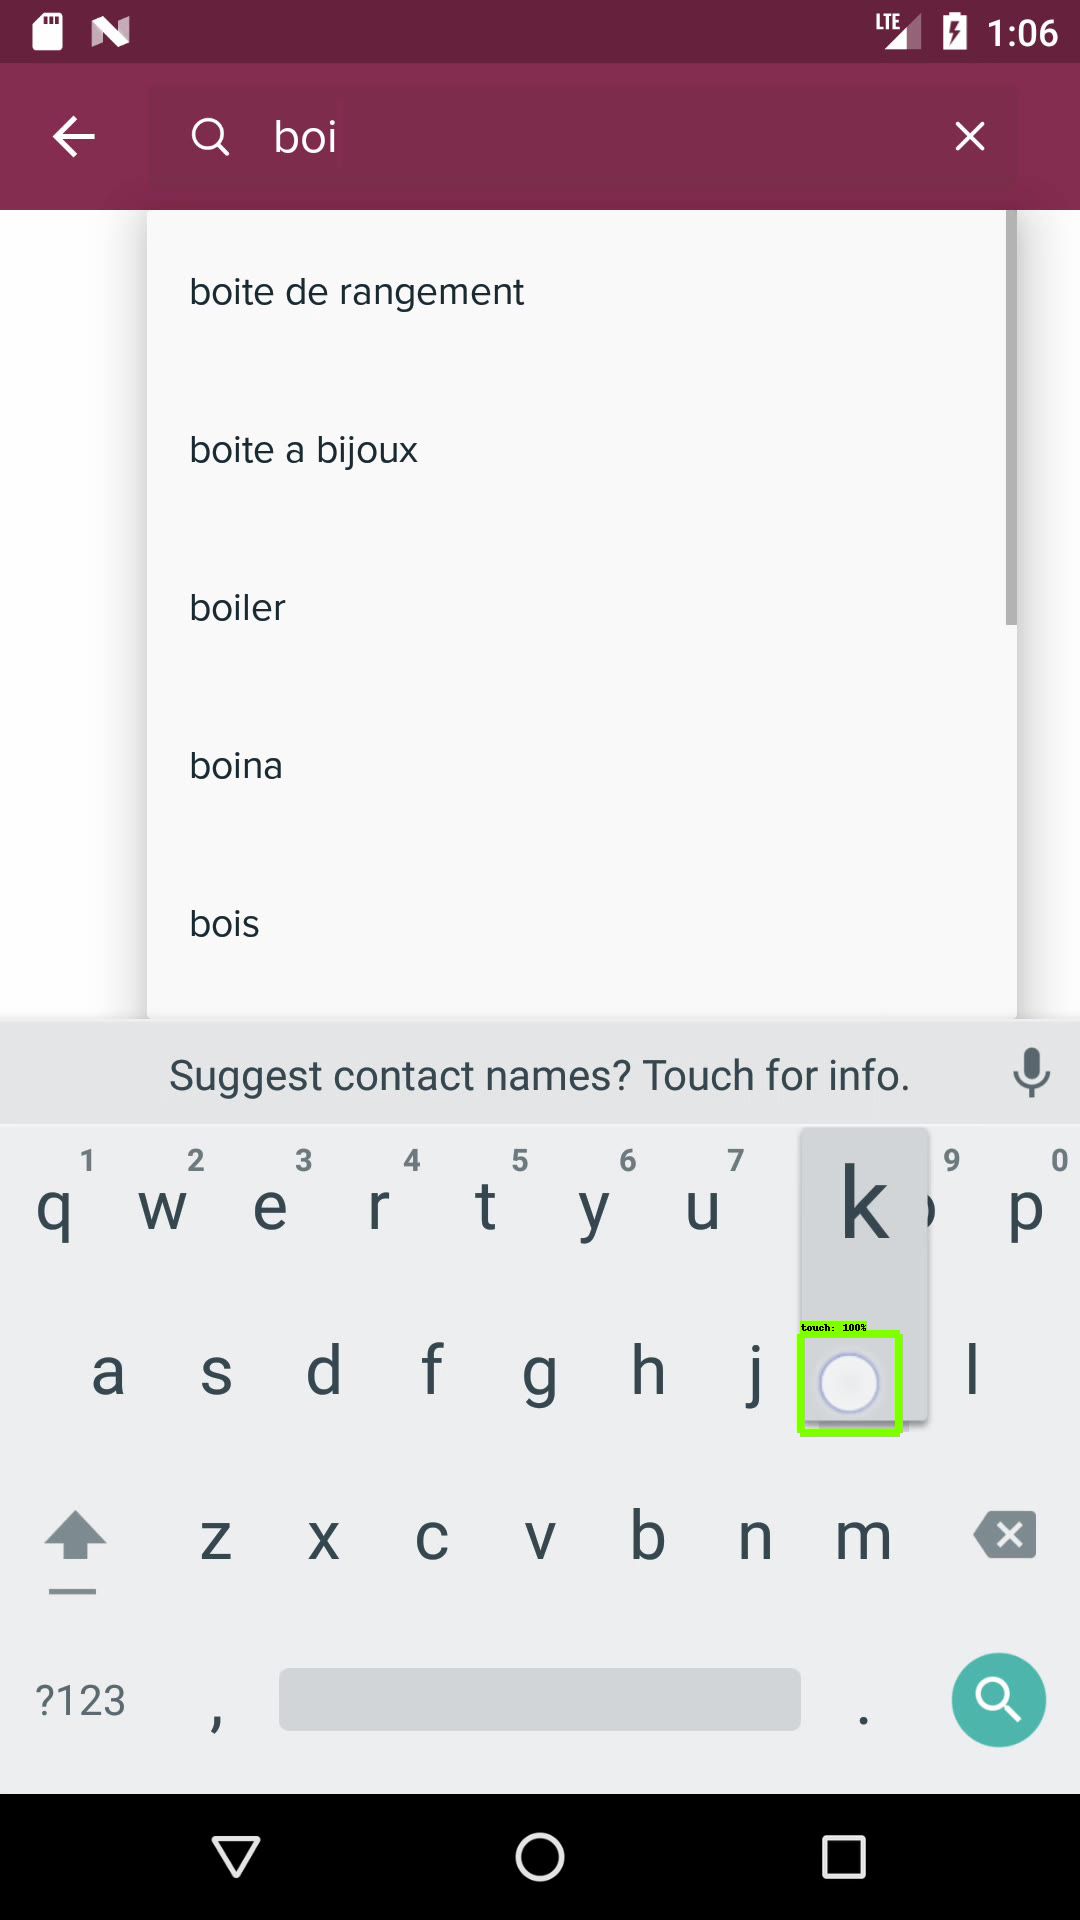 LTE 1:06
boi
boite de rangement
boite a bijoux
boiler
boina
bois
Suggest contact names? Touch for info.
1 2 3 4 5 6 7 9 0
q w e r t y u k p
touch: 100%
a s d f g h j l
z x c v b n m
?123 , .